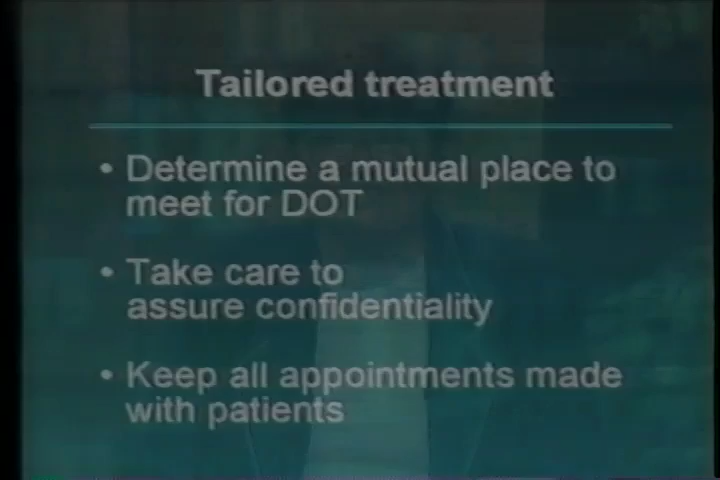 Tailored treatment
• Determine a mutual place to
meet for DOT
• Take care to
assure confidentiality
• Keep all appointments made
with patients